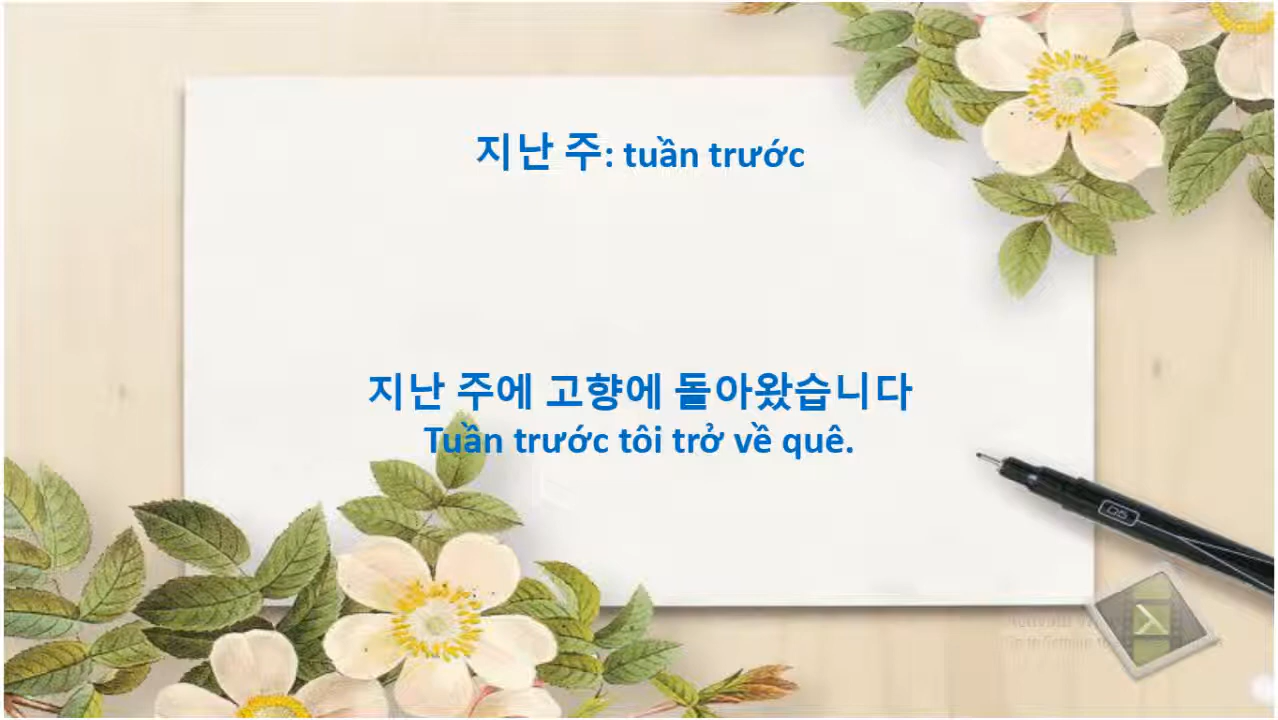 지난 주: tuần trước
지난 주에 고향에 돌아왔습니다
Tuần trước tôi trở về quê.
05